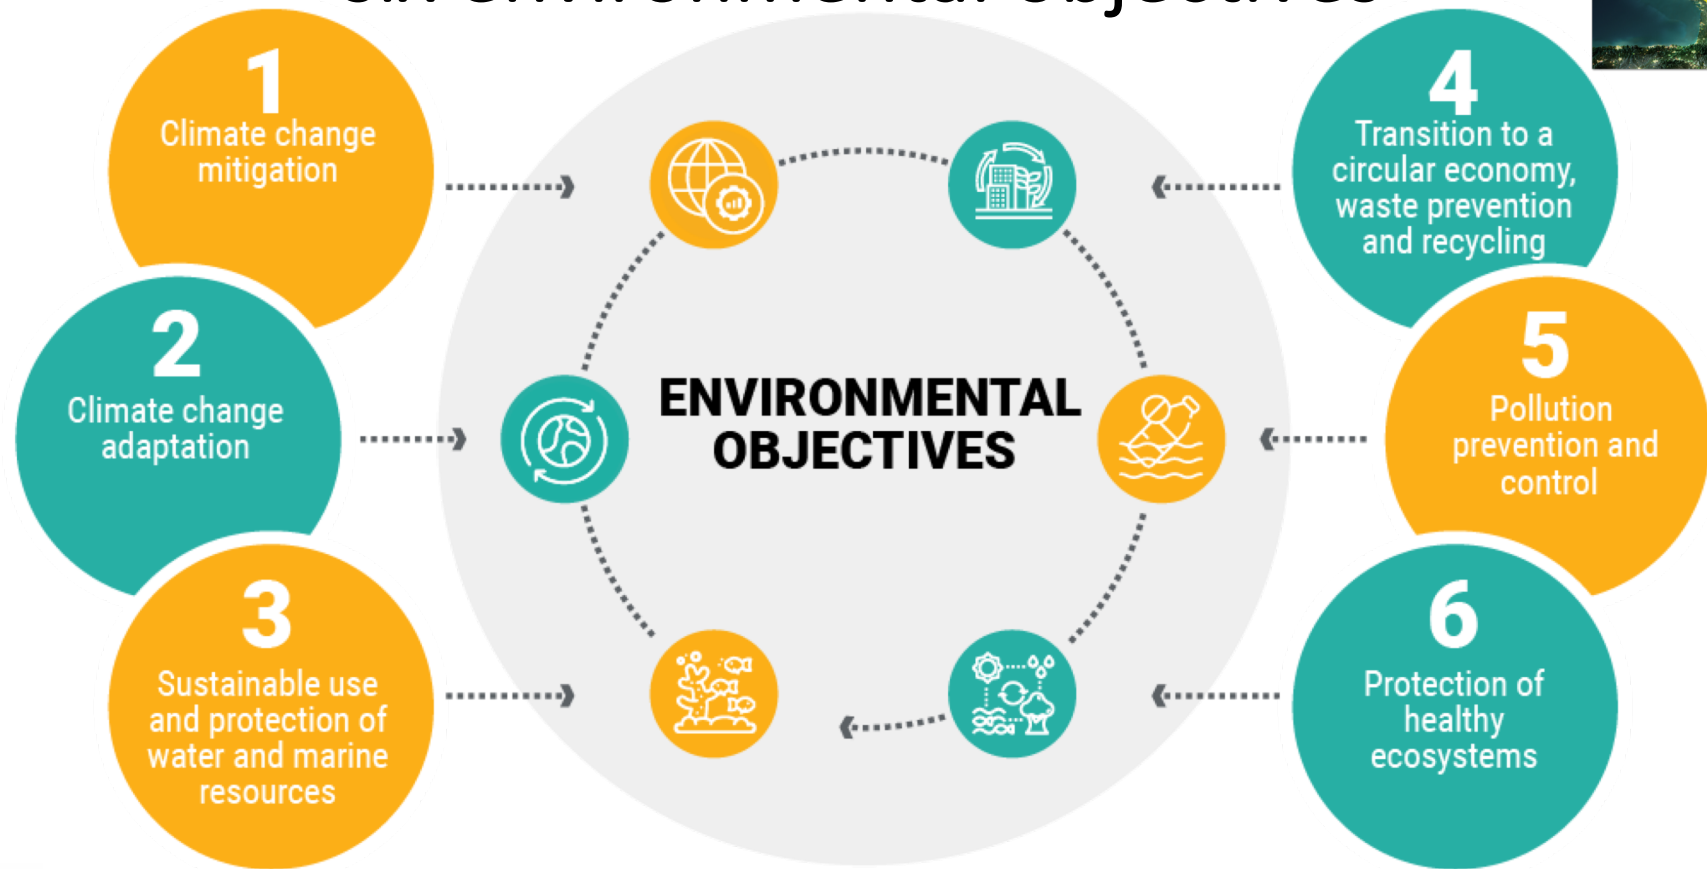 environmental objectives
1
Climate change
mitigation
2
Climate change
adaptation
3
Sustainable use
and protection of
water and marine
resources
ENVIRONMENTAL
OBJECTIVES
4
Transition to a
circular economy,
waste prevention
and recycling
5
Pollution
prevention and
control
6
Protection of
healthy
ecosystems